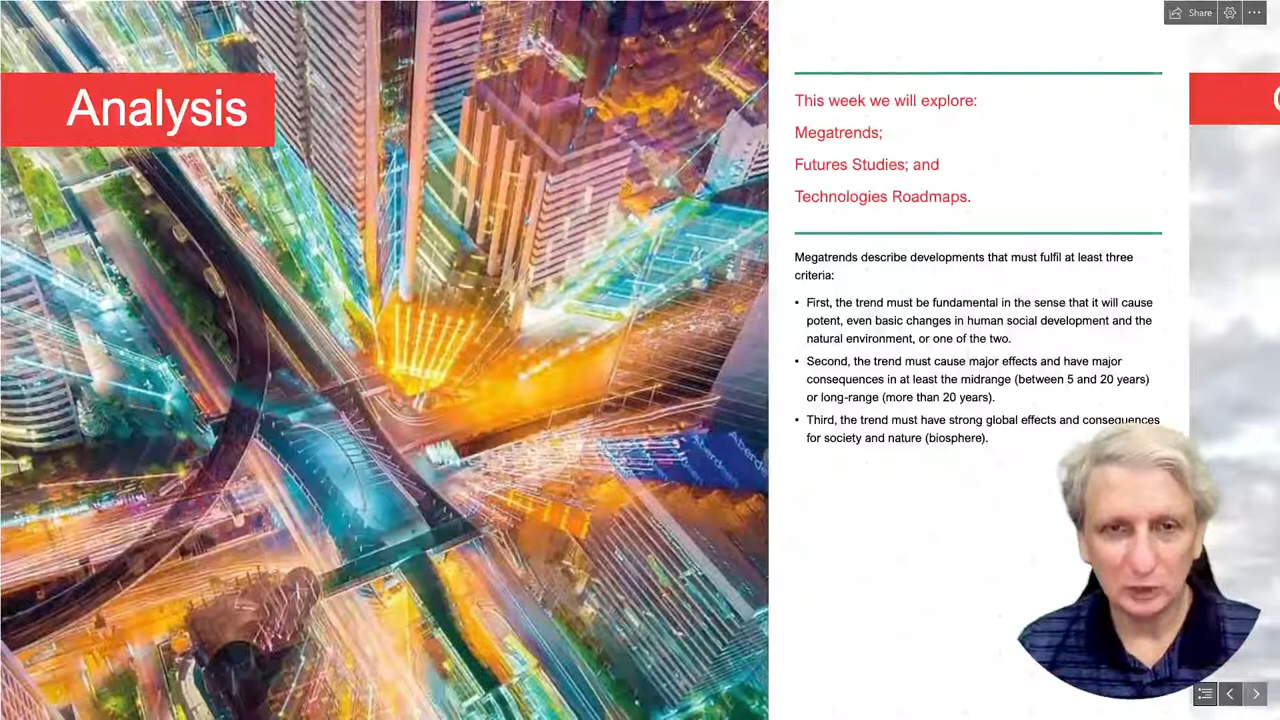 Share
Analysis
This week we will explore:
Megatrends;
Futures Studies; and
Technologies Roadmaps.
Megatrends describe developments that must fulfil at least three
criteria:
• First, the trend must be fundamental in the sense that it will cause
potent, even basic changes in human social development and the
natural environment, or one of the two.
• Second, the trend must cause major effects and have major
consequences in at least the midrange (between 5 and 20 years)
or long-range (more than 20 years).
• Third, the trend must have strong global effects and consequences
for society and nature (biosphere).